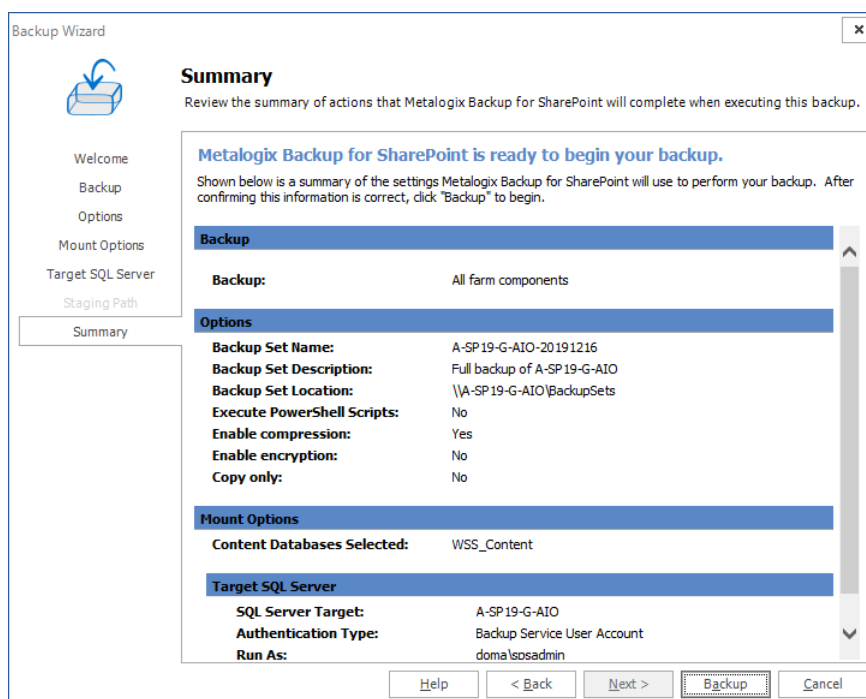 Backup Wizard
Summary
Review the summary of actions that Metalogix Backup for SharePoint will complete when executing this backup.
Welcome
Backup
Options
Mount Options
Target SQL Server
Staging Path
Summary
Metalogix Backup for SharePoint is ready to begin your backup.
Shown below is a summary of the settings Metalogix Backup for SharePoint will use to perform your backup. After
confirming this information is correct, click "Backup" to begin.
Backup
Backup: All farm components
Options
Backup Set Name: A-SP19-G-AIO-20191216
Backup Set Description: Full backup of A-SP19-G-AIO
Backup Set Location: \\A-SP19-G-AIO\BackupSets
Execute PowerShell Scripts: No
Enable compression: Yes
Enable encryption: No
Copy only: No
Mount Options
Content Databases Selected: WSS_Content
Target SQL Server
SQL Server Target: A-SP19-G-AIO
Authentication Type: Backup Service User Account
Run As: doma\spsadmin
Help < Back Next > Backup Cancel